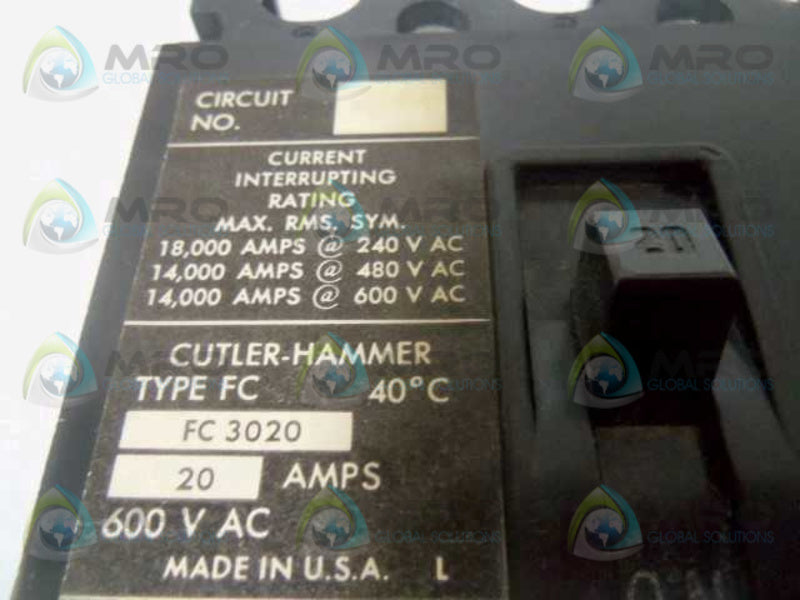 CIRCUIT
NO.
CURRENT
INTERRUPTING
RATING
MAX. RMS. SYM.
18,000 AMPS @ 240 V AC
14,000 AMPS @ 480 V AC
14,000 AMPS @ 600 V AC
CUTLER-HAMMER
TYPE FC 40°C
FC 3020
20 AMPS
600 V AC
MADE IN U.S.A. L
20
ON
MRO
GLOBAL SOLUTIONS